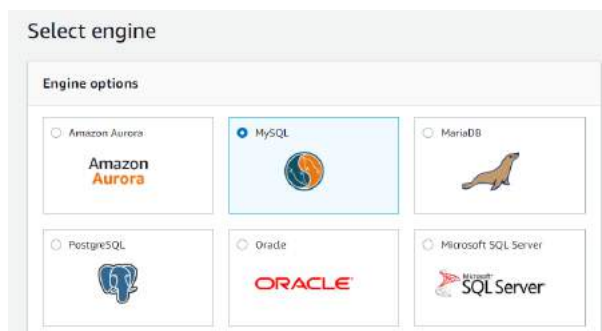 Select engine
Engine options
Amazon Aurora
Amazon
Aurora
MySQL
MariaDB
PostgreSQL
Oracle
ORACLE
Microsoft SQL Server
Microsoft
SQL Server